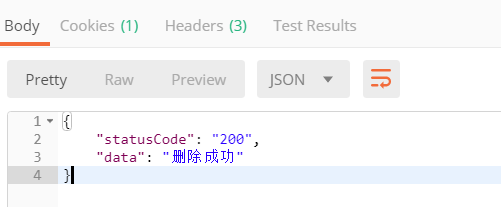 Body Cookies (1) Headers (3) Test Results
Pretty Raw Preview JSON
1 {
2 "statusCode": "200",
3 "data": "删除成功"
4 }